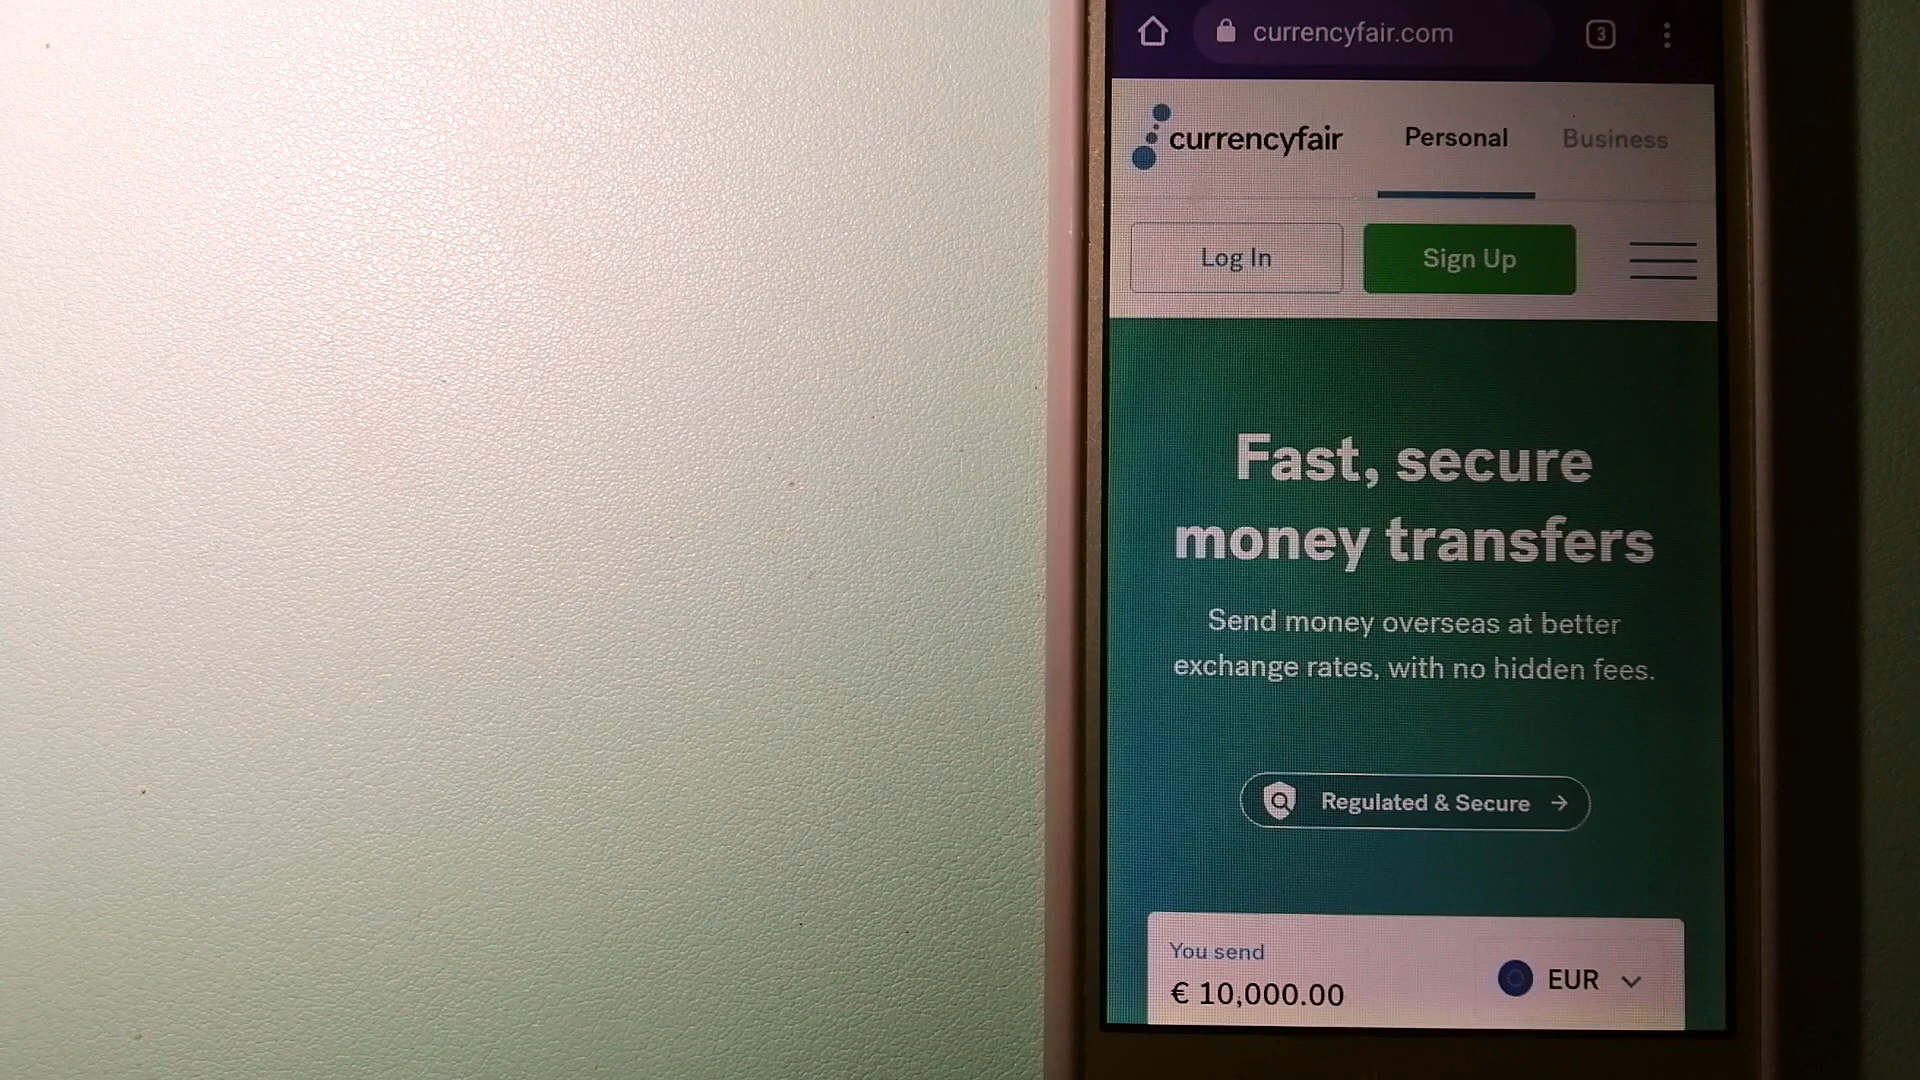 currencyfair.com
3
currencyfair
Personal
Business
Log In
Sign Up
Fast, secure
money transfers
Send money overseas at better
exchange rates, with no hidden fees.
Regulated & Secure →
You send
€ 10,000.00
EUR